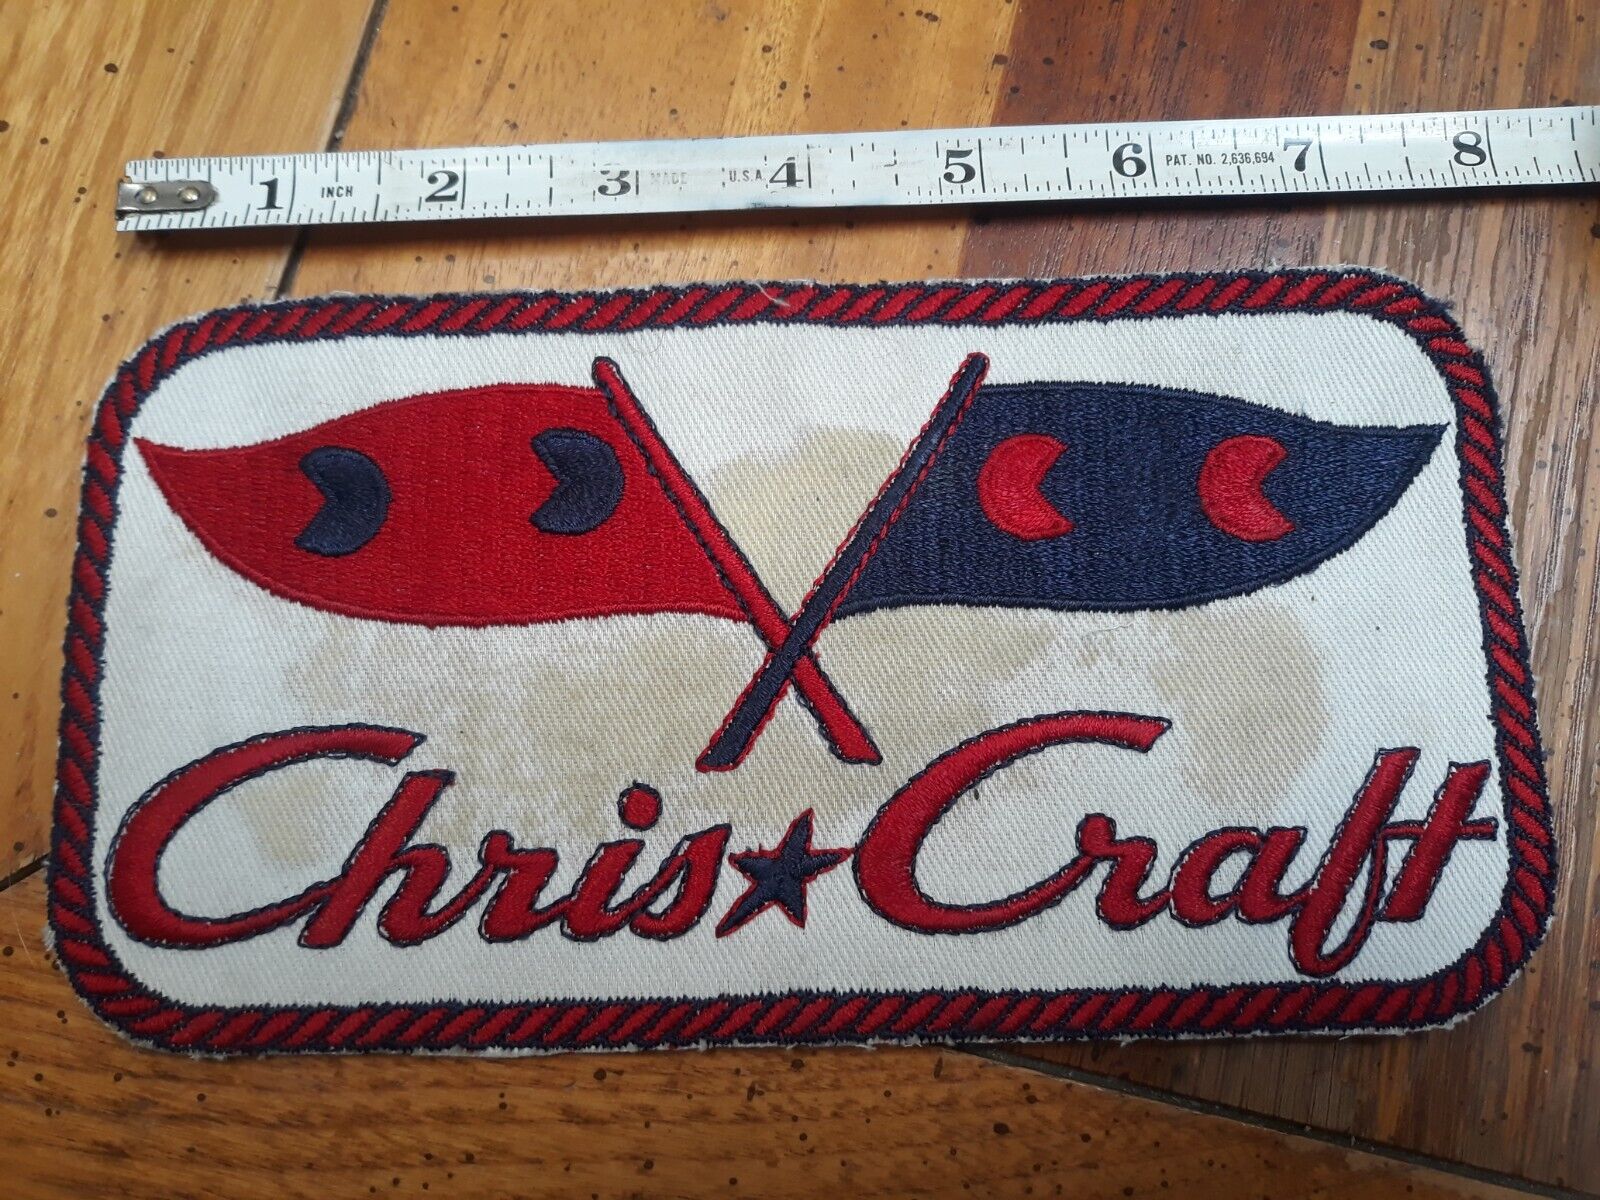 1 INCH 2 3 MADE U.S.A. 4 5 6 PAT. NO. 2,636,694 7 8
Chris★Craft